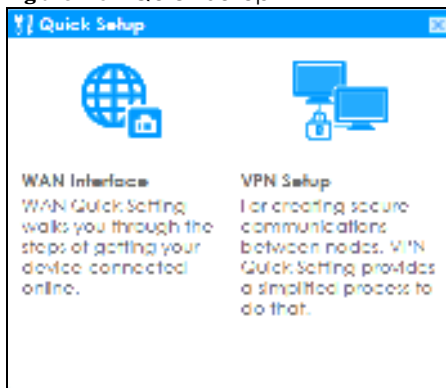 Quick Setup
WAN Interface
WAN Quick Setting
walks you through the
steps of getting your
device connected
online.
VPN Setup
For creating secure
communications
between nodes. VPN
Quick Setting provides
a simplified process to
do that.